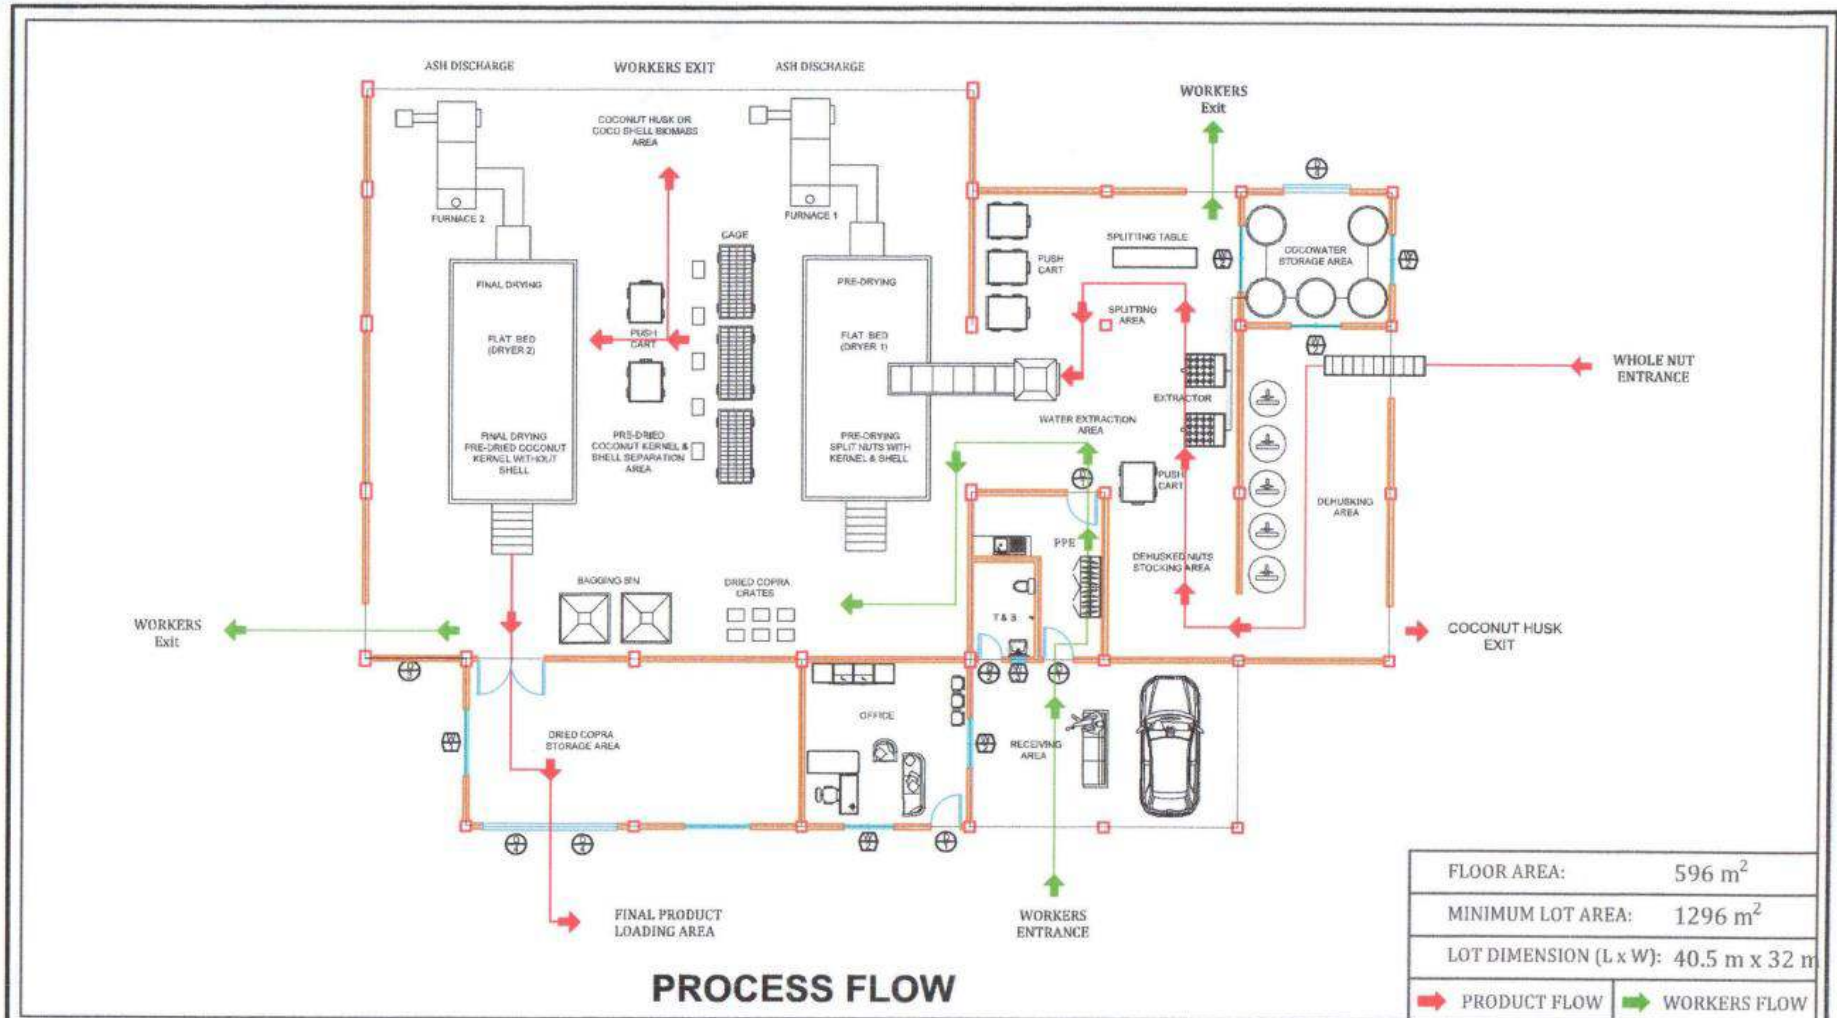 ASH DISCHARGE
WORKERS EXIT
ASH DISCHARGE
WORKERS
Exit
COCONUT HUSK OR
COCO SHELL BIOMASS
AREA
FURNACE 2
FURNACE 1
CAGE
SPLITTING TABLE
COCOWATER
STORAGE AREA
PUSH
CART
FINAL DRYING
PRE-DRYING
SPLITTING
AREA
FLAT BED
(DRYER 2)
PUSH
CART
FLAT BED
(DRYER 1)
WHOLE NUT
ENTRANCE
EXTRACTOR
WATER EXTRACTION
AREA
FINAL DRYING
PRE-DRIED COCONUT
KERNEL WITHOUT
SHELL
PRE-DRIED
COCONUT KERNEL &
SHELL SEPARATION
AREA
PRE-DRYING
SPLIT NUTS WITH
KERNEL & SHELL
PUSH
CART
DEHUSKING
AREA
PPE
DEHUSKED NUTS
STOCKING AREA
BAGGING BIN
DRIED COPRA
CRATES
T & B
WORKERS
Exit
COCONUT HUSK
EXIT
OFFICE
DRIED COPRA
STORAGE AREA
RECEIVING
AREA
FINAL PRODUCT
LOADING AREA
WORKERS
ENTRANCE
PROCESS FLOW
FLOOR AREA: 596 m²
MINIMUM LOT AREA: 1296 m²
LOT DIMENSION (L x W): 40.5 m x 32 m
PRODUCT FLOW
WORKERS FLOW